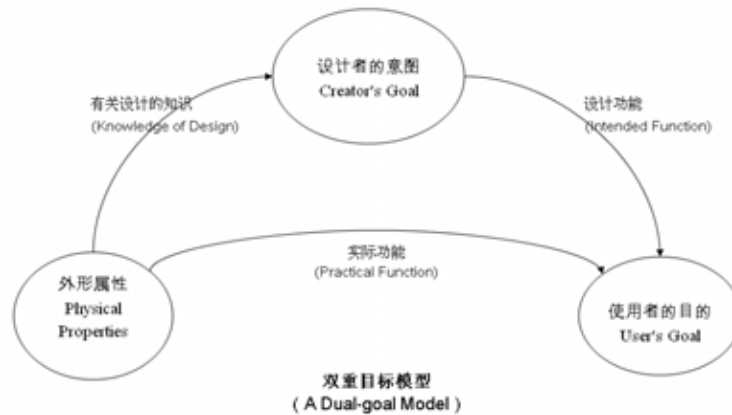 设计者的意图
Creator's Goal
有关设计的知识
(Knowledge of Design)
设计功能
(Intended Function)
实际功能
(Practical Function)
外形属性
Physical
Properties
使用者的目的
User's Goal
双重目标模型
( A Dual-goal Model )